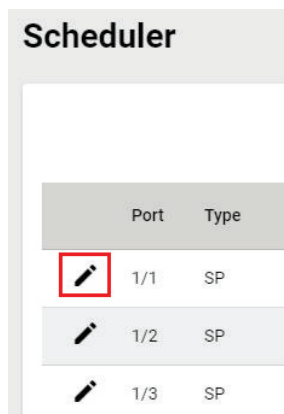 Scheduler
Port Type
1/1 SP
1/2 SP
1/3 SP